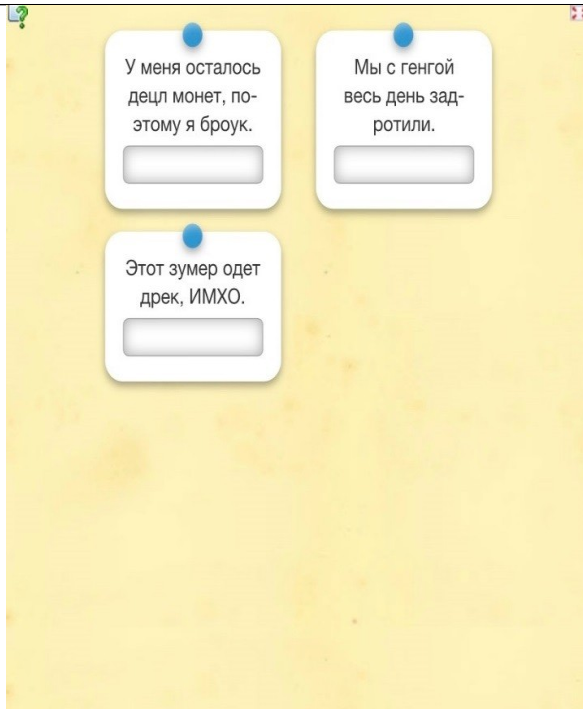 У меня осталось
децл монет, по-
этому я броук.
Мы с генгой
весь день зад-
ротили.
Этот зумер одет
дрек, ИМХО.